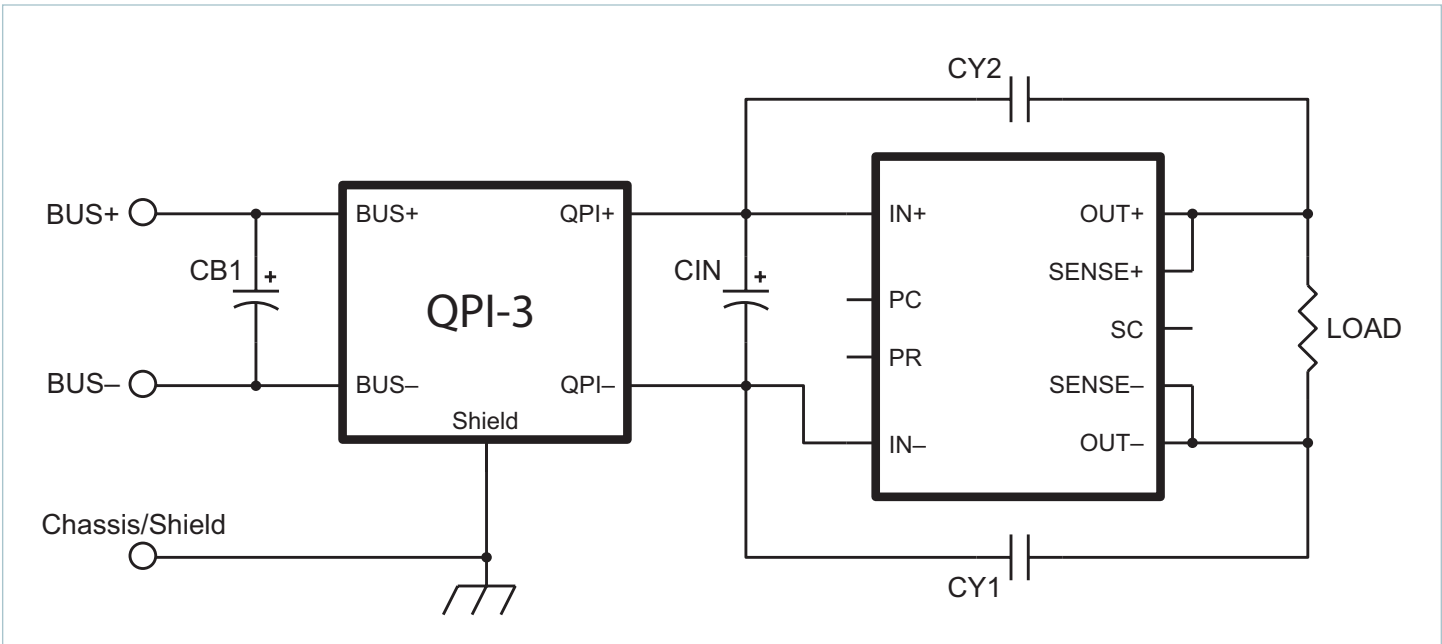 CY2
BUS+
BUS+
QPI+
IN+
OUT+
CB1
+
CIN
+
SENSE+
QPI-3
PC
SC
LOAD
PR
BUS–
BUS–
QPI–
SENSE–
Shield
IN–
OUT–
Chassis/Shield
CY1